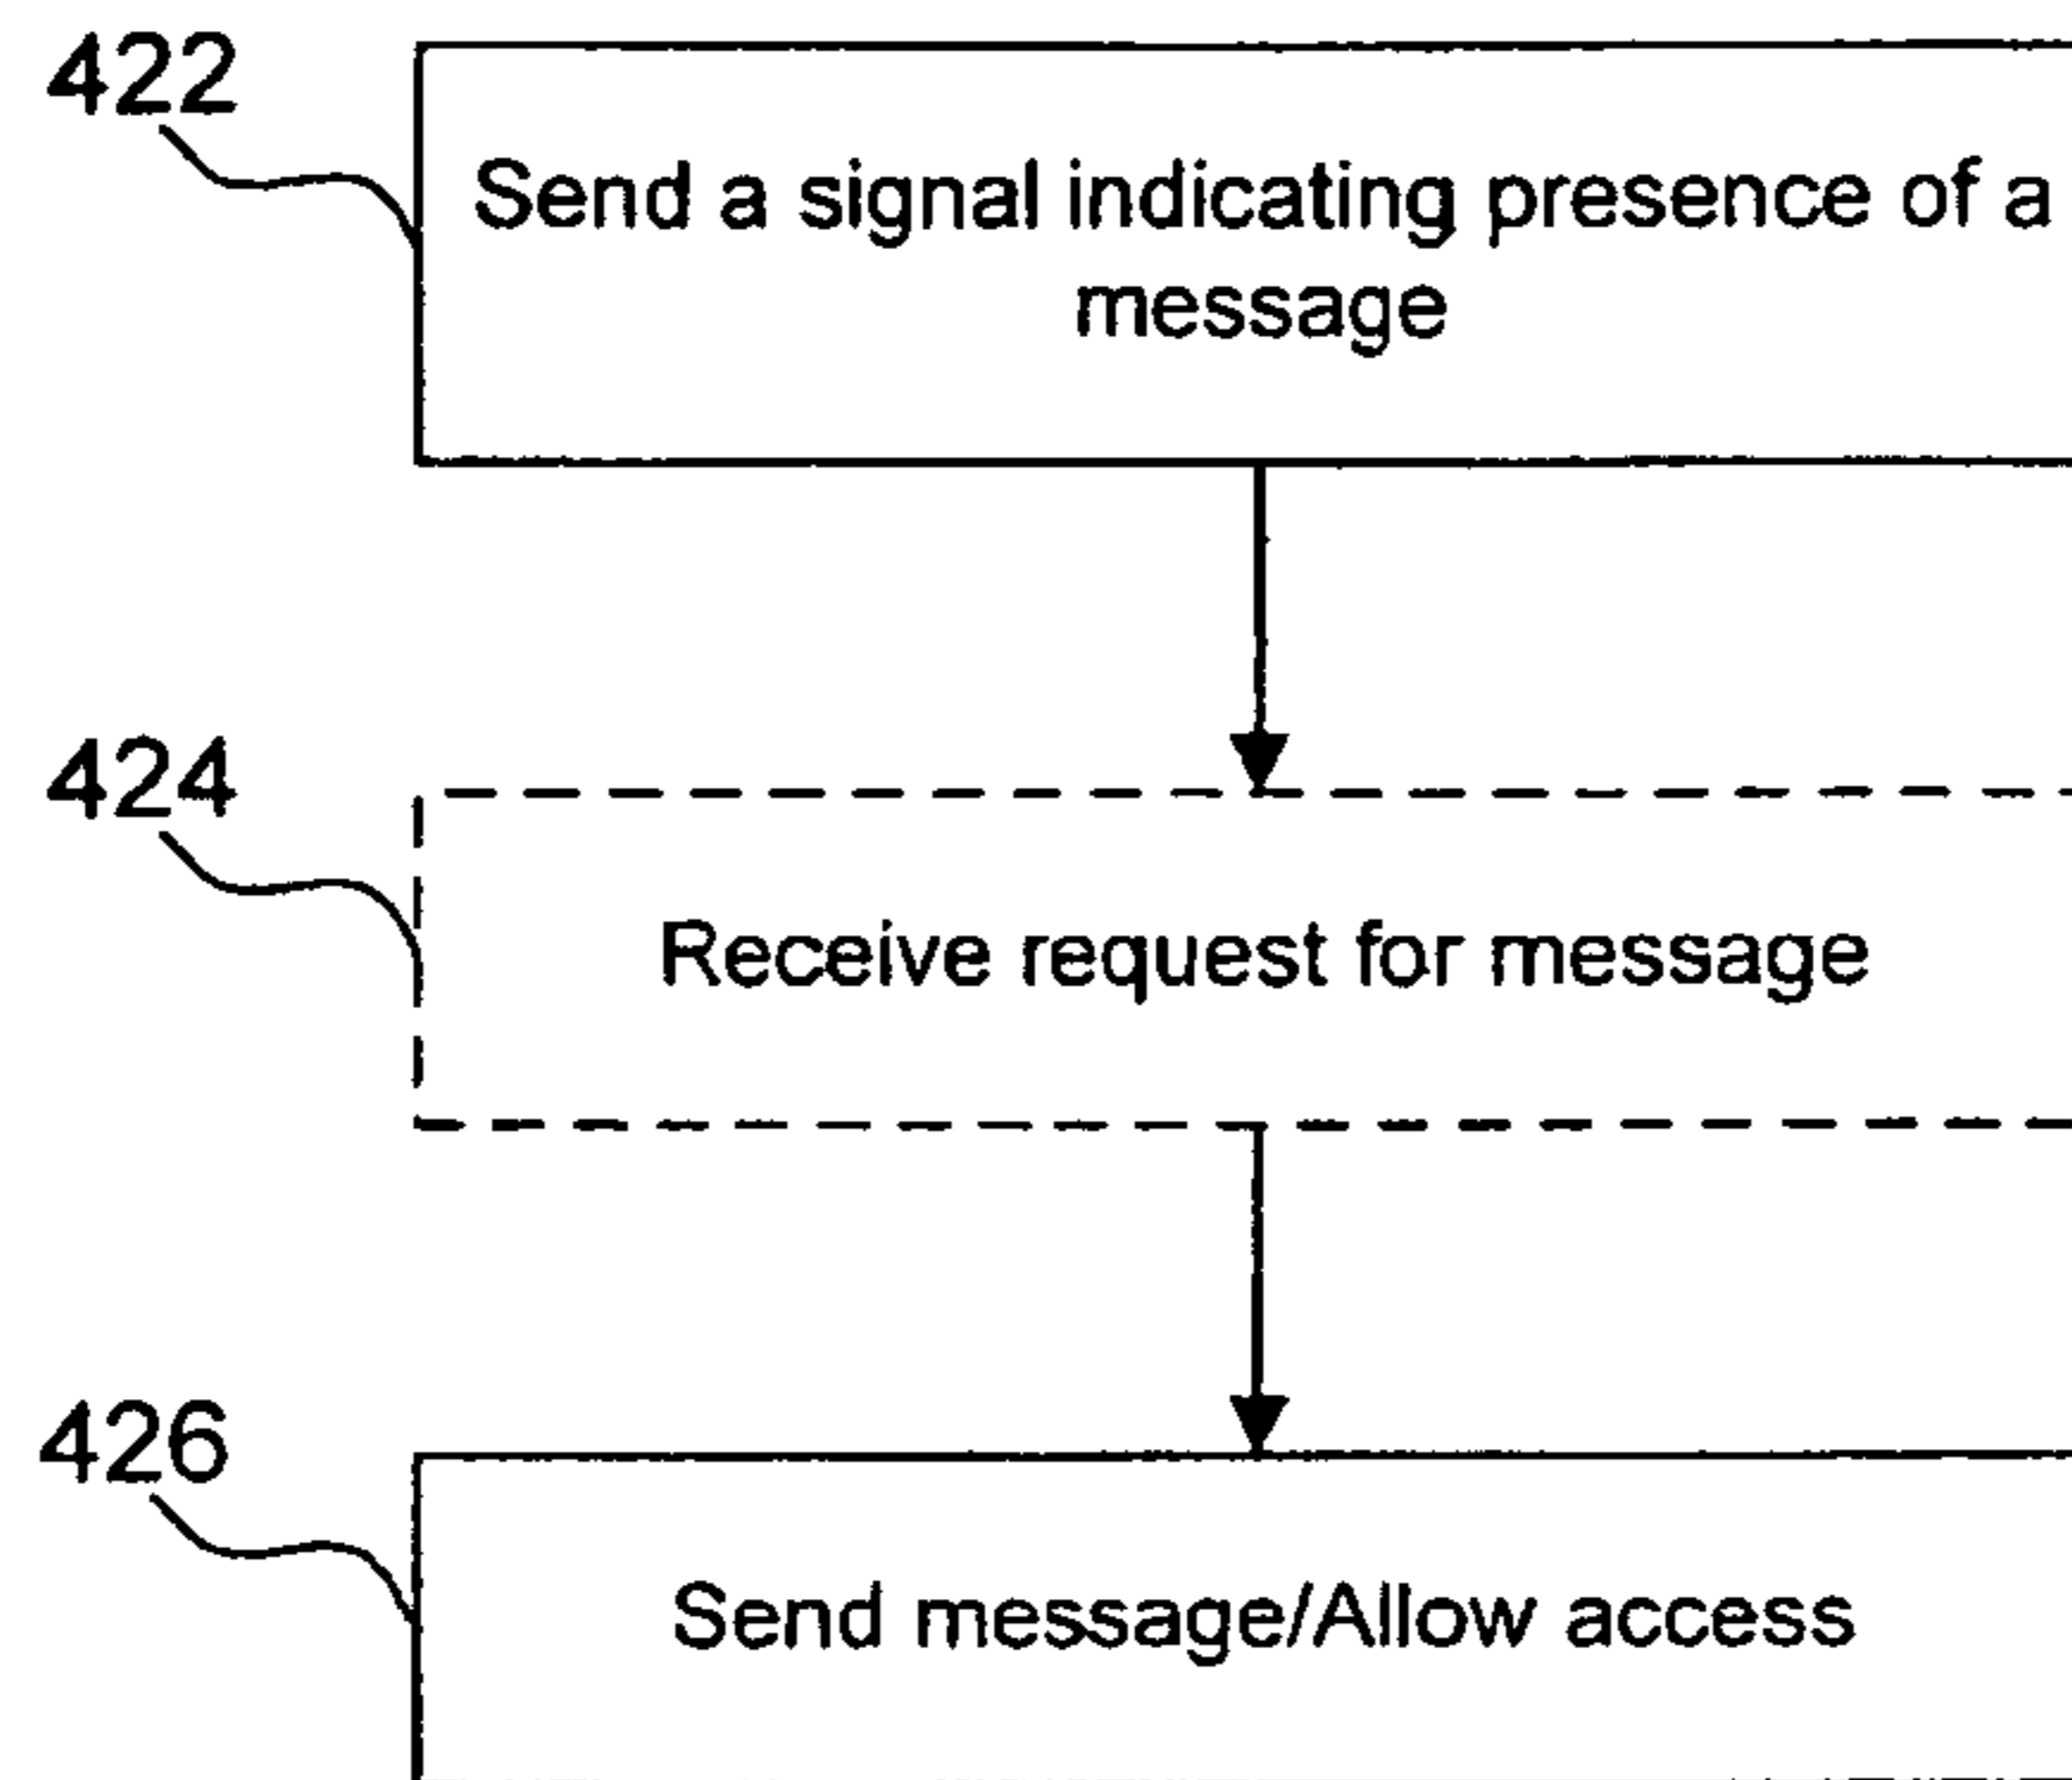 422
Send a signal indicating presence of a
message
424
Receive request for message
426
Send message/Allow access